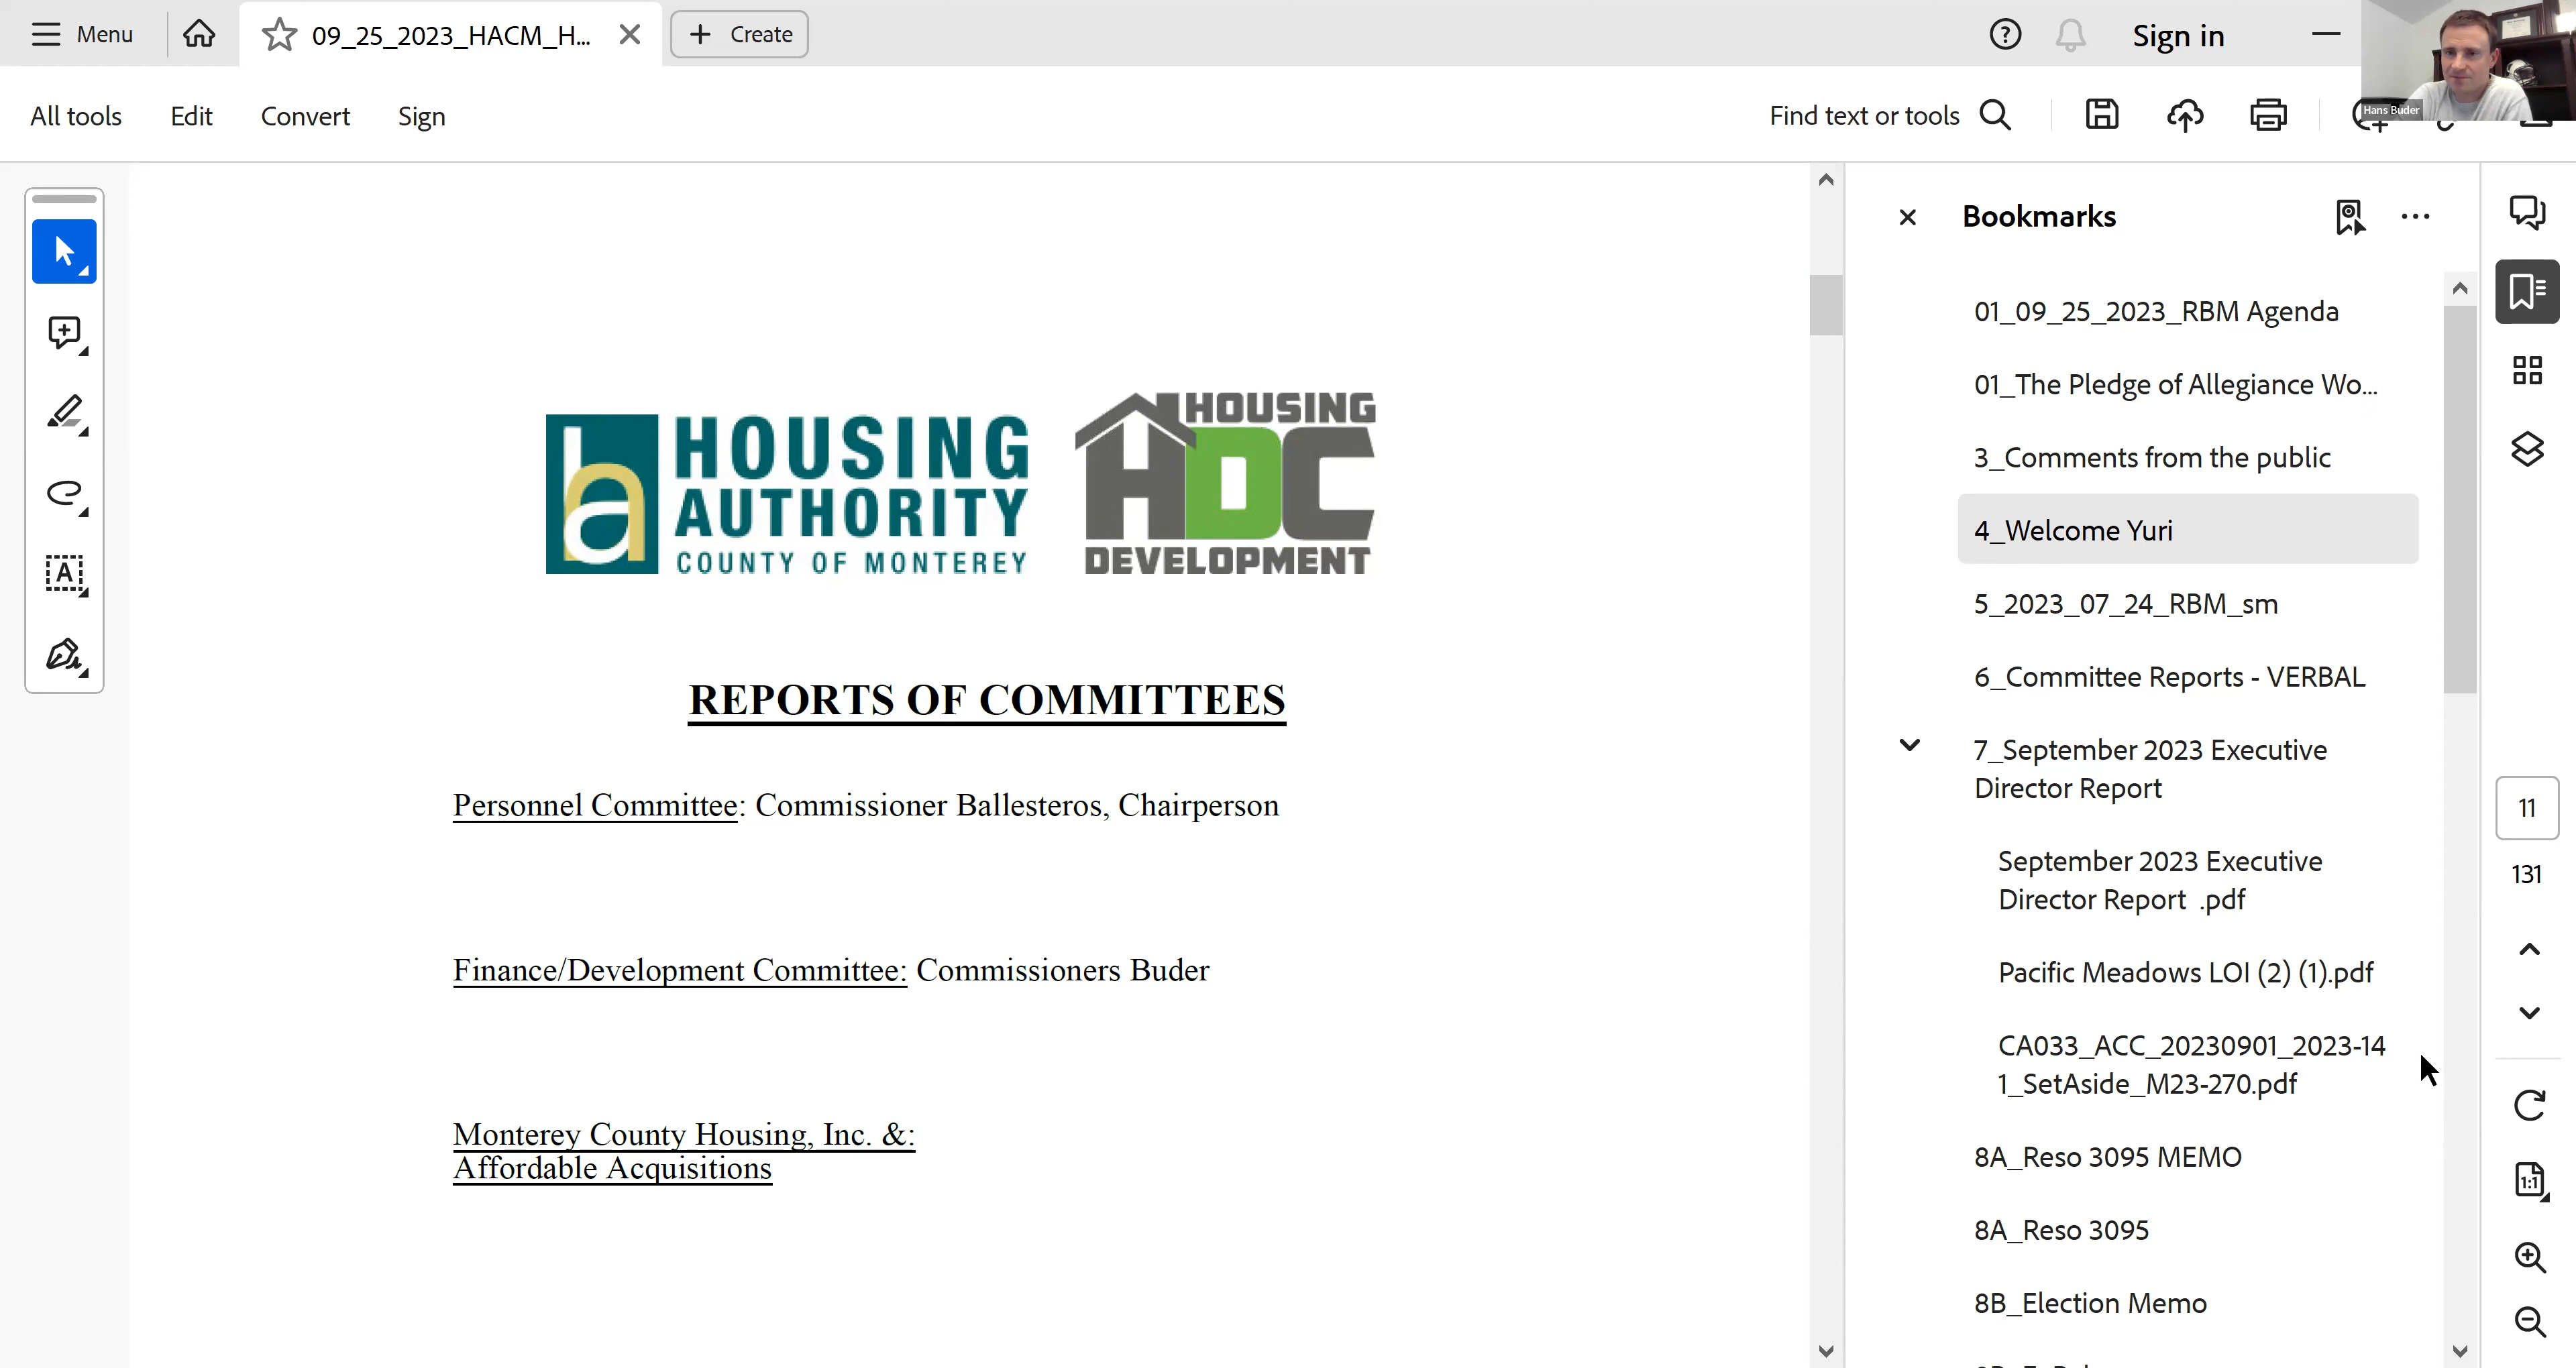 Menu
09_25_2023_HACM_H...
Create
Sign in
Hans Buder
All tools
Edit
Convert
Sign
Find text or tools
HOUSING
AUTHORITY
COUNTY OF MONTEREY
HOUSING
HDC
DEVELOPMENT
REPORTS OF COMMITTEES
Personnel Committee: Commissioner Ballesteros, Chairperson
Finance/Development Committee: Commissioners Buder
Monterey County Housing, Inc. &:
Affordable Acquisitions
Bookmarks
01_09_25_2023_RBM Agenda
01_The Pledge of Allegiance Wo...
3_Comments from the public
4_Welcome Yuri
5_2023_07_24_RBM_sm
6_Committee Reports - VERBAL
7_September 2023 Executive
Director Report
September 2023 Executive
Director Report .pdf
Pacific Meadows LOI (2) (1).pdf
CA033_ACC_20230901_2023-14
1_SetAside_M23-270.pdf
8A_Reso 3095 MEMO
8A_Reso 3095
8B_Election Memo
11
131
1:1